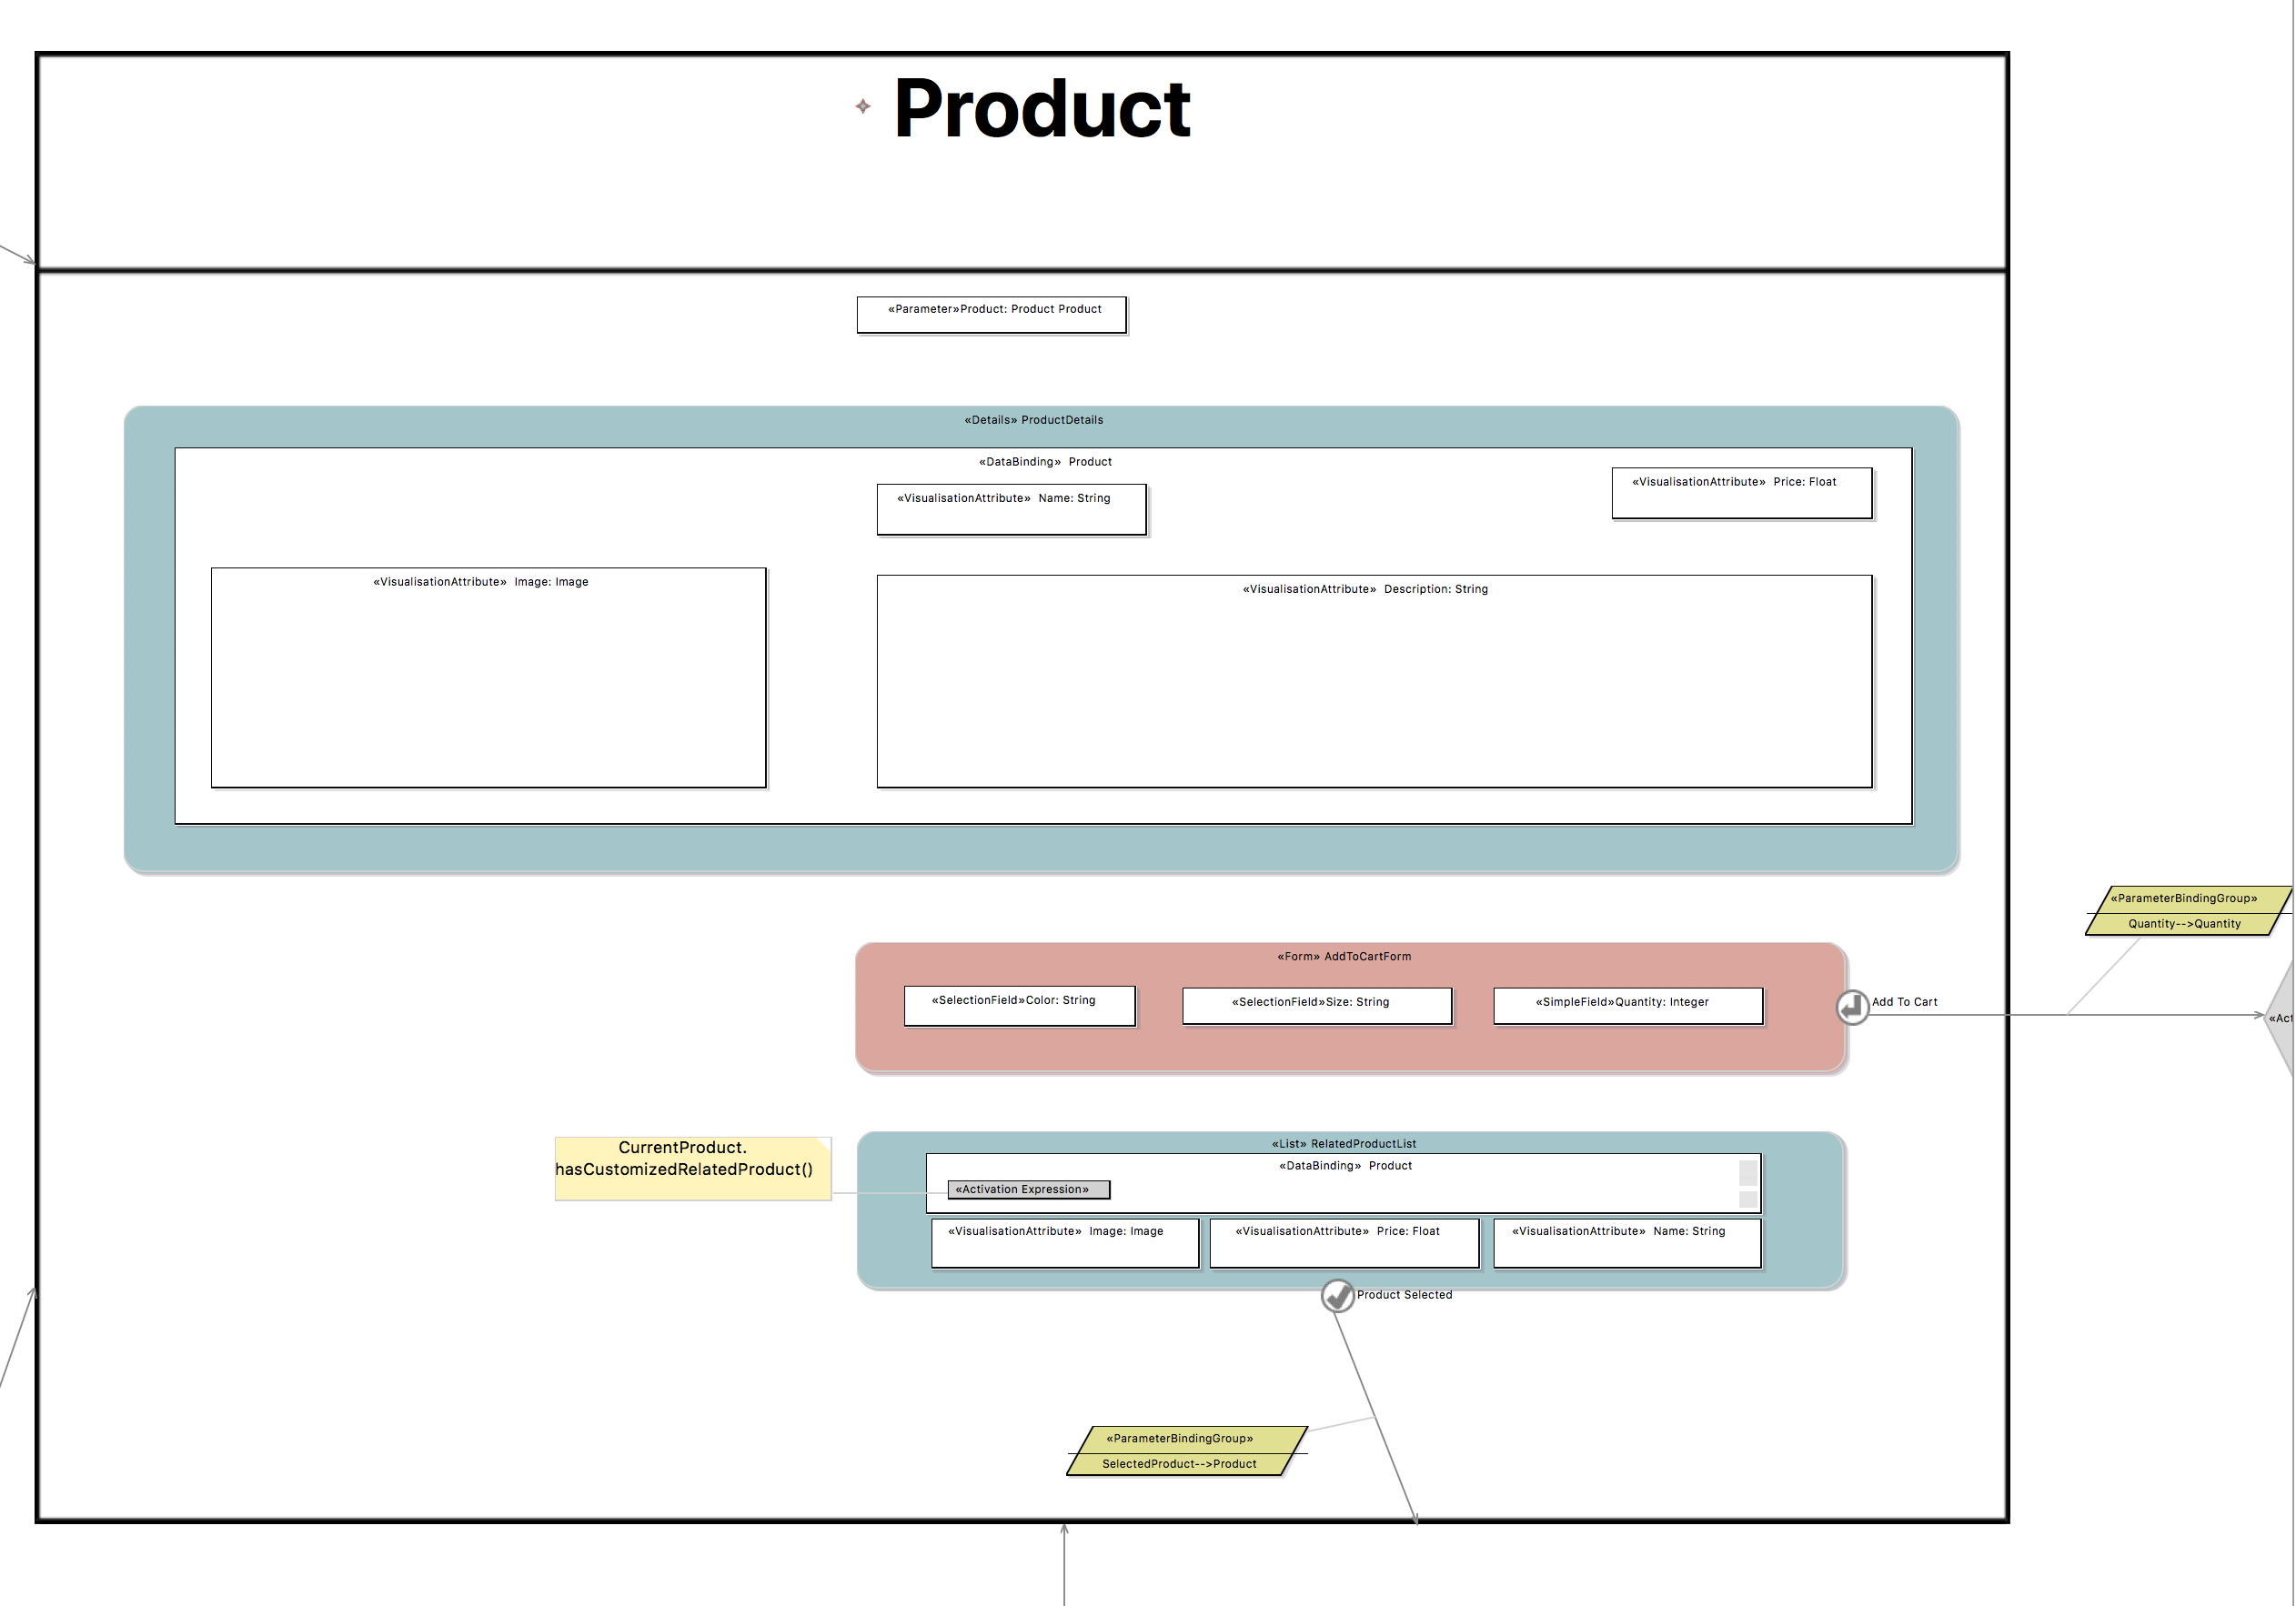 Product
«Parameter»Product: Product Product
«Details» ProductDetails
«DataBinding» Product
«VisualisationAttribute» Name: String
«VisualisationAttribute» Price: Float
«VisualisationAttribute» Image: Image
«VisualisationAttribute» Description: String
«ParameterBindingGroup»
Quantity-->Quantity
«Form» AddToCartForm
«SelectionField»Color: String
«SelectionField»Size: String
«SimpleField»Quantity: Integer
Add To Cart
«Act
CurrentProduct.
hasCustomizedRelatedProduct()
«List» RelatedProductList
«DataBinding» Product
«Activation Expression»
«VisualisationAttribute» Image: Image
«VisualisationAttribute» Price: Float
«VisualisationAttribute» Name: String
Product Selected
«ParameterBindingGroup»
SelectedProduct-->Product